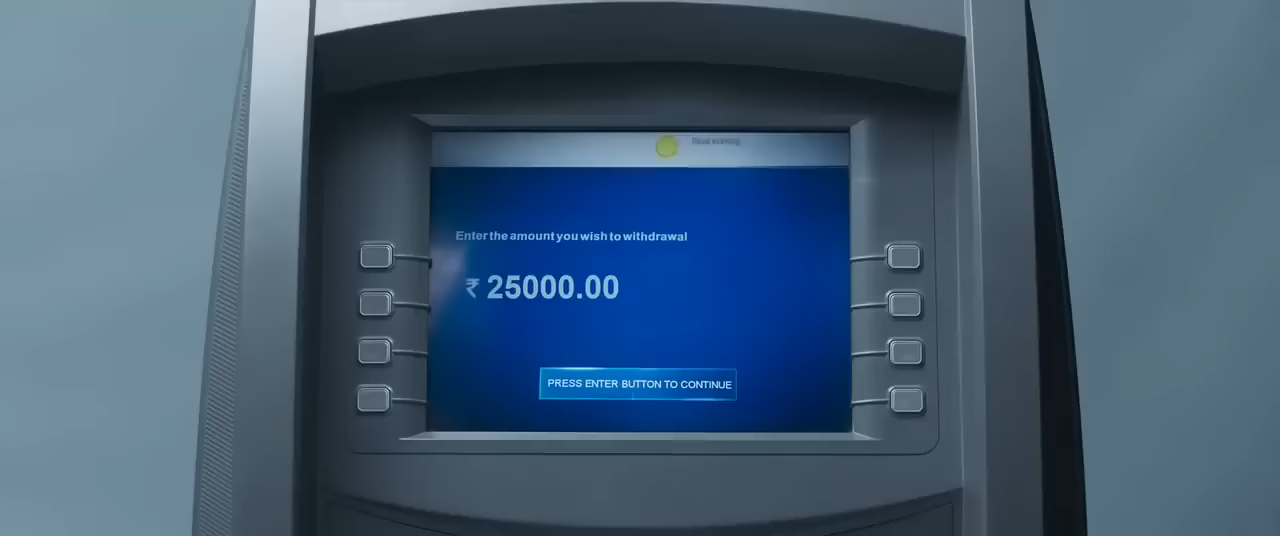 Enter the amount you wish to withdrawal
₹ 25000.00
PRESS ENTER BUTTON TO CONTINUE